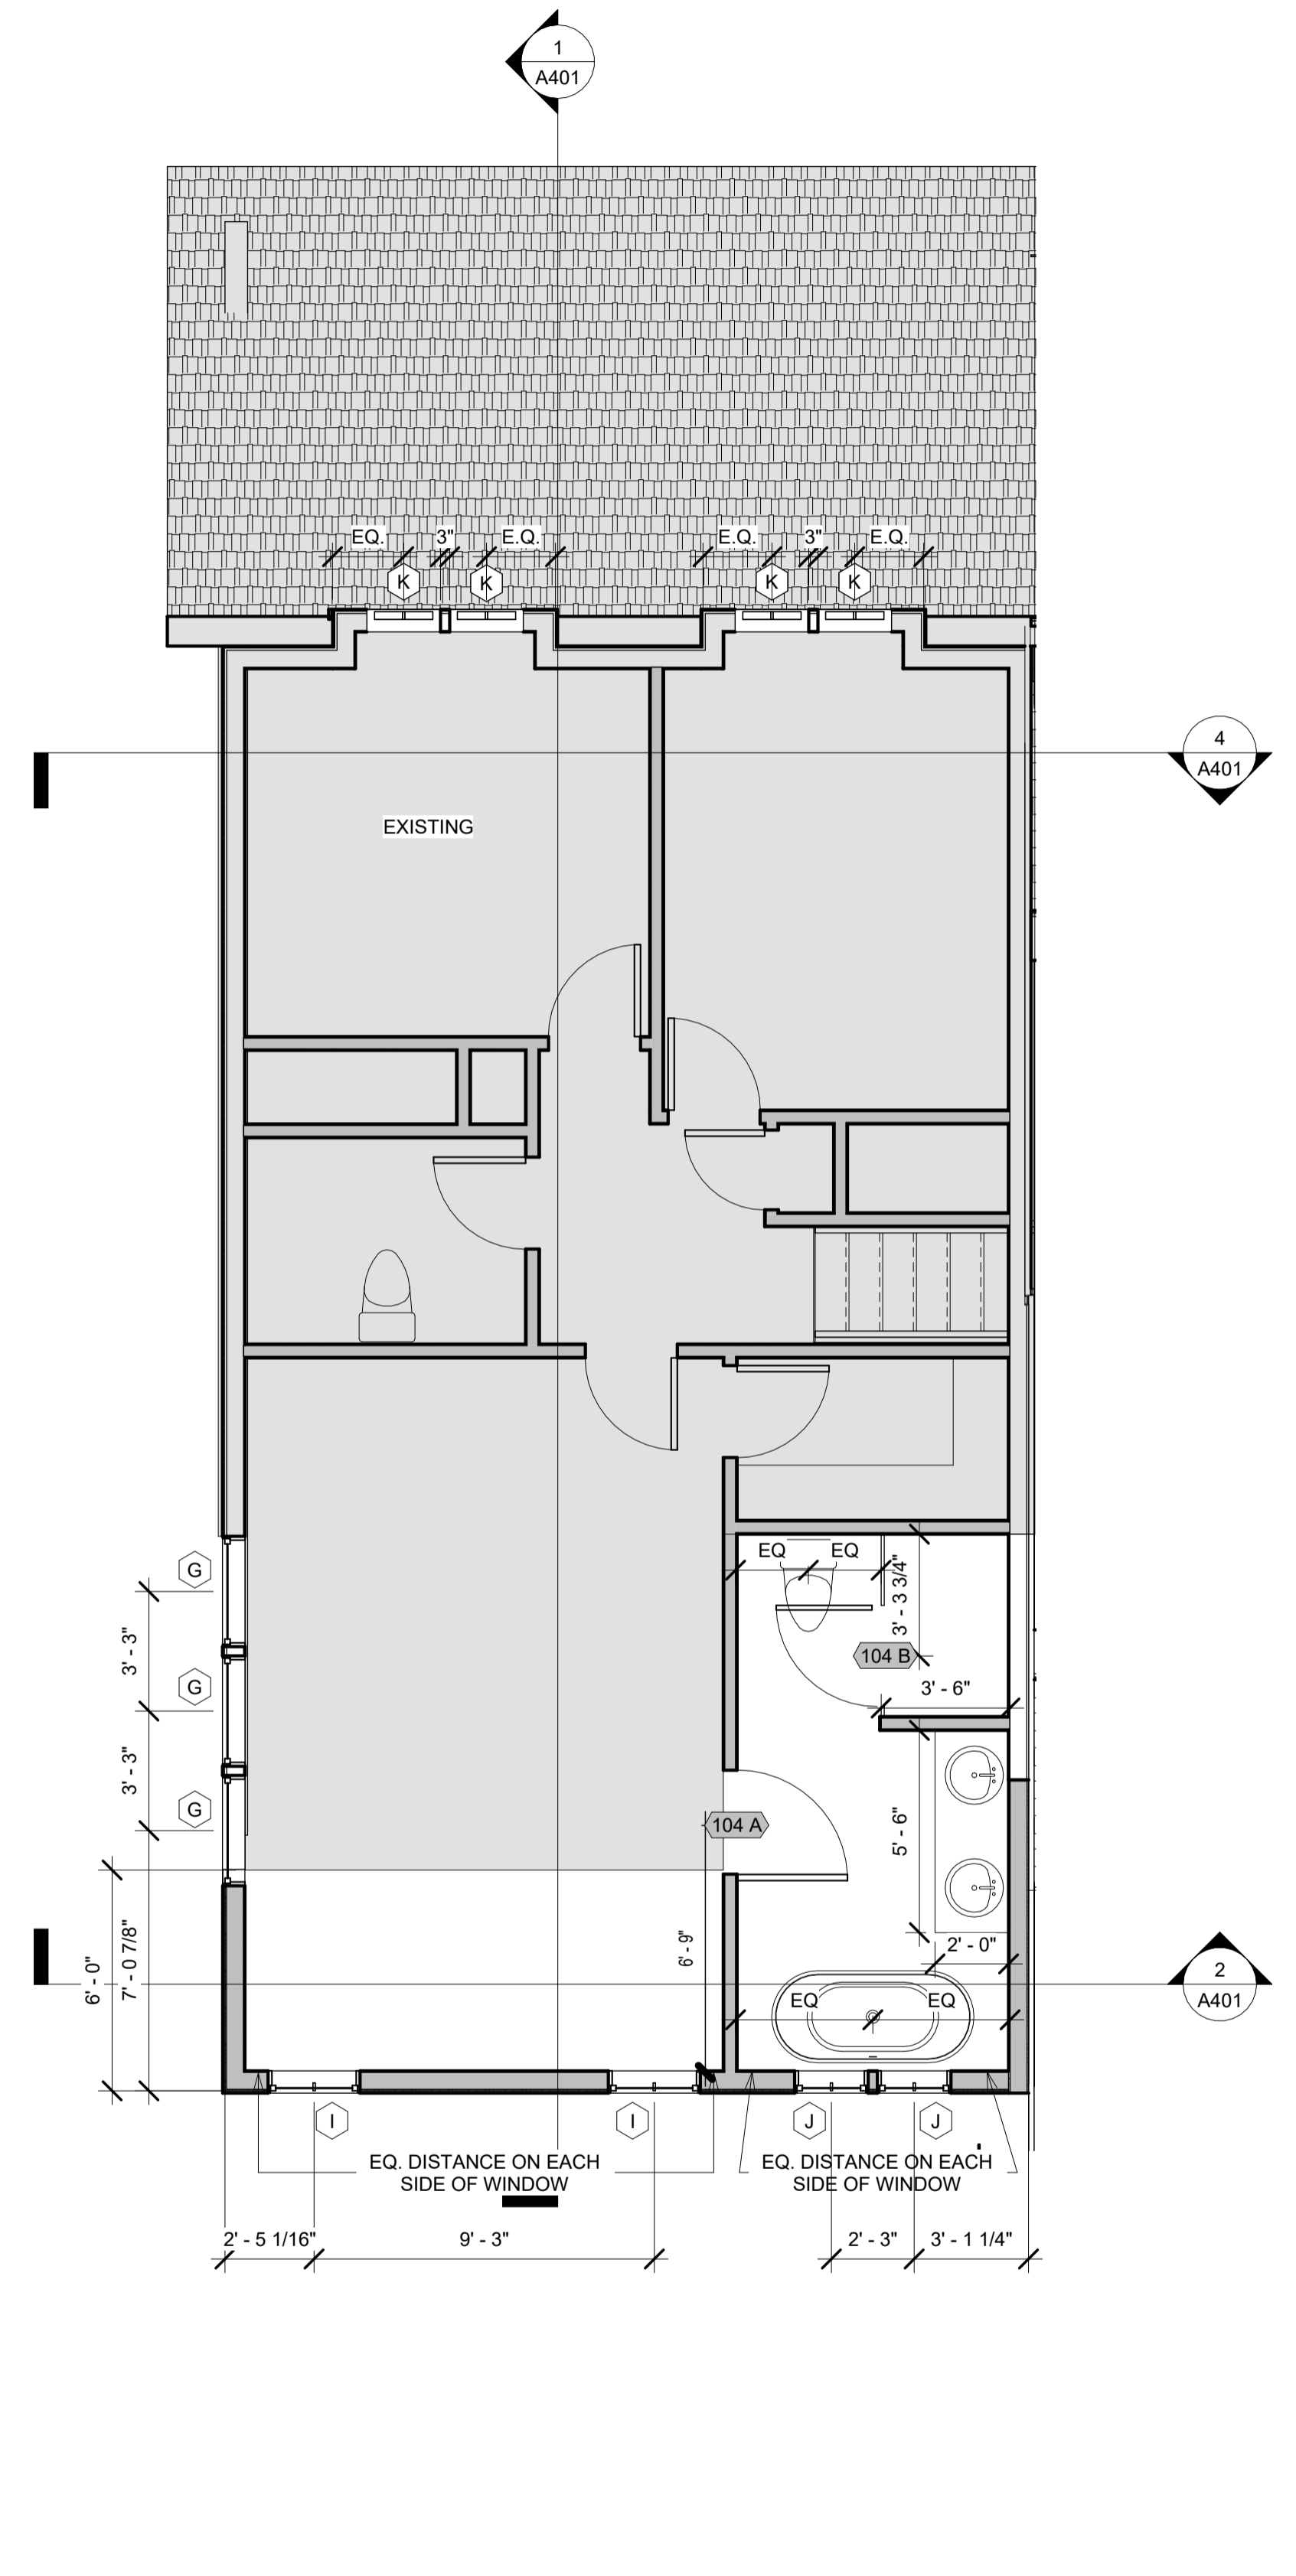 1
A401
EQ.
3"
E.Q.
E.Q.
3"
E.Q.
K
K
K
K
4
A401
EXISTING
G
EQ
EQ
3' - 3 3/4"
3' - 3"
104 B
G
3' - 6"
3' - 3"
G
104 A
5' - 6"
6' - 9"
2' - 0"
6' - 0"
7' - 0 7/8"
2
A401
EQ
EQ
I
I
J
J
EQ. DISTANCE ON EACH
SIDE OF WINDOW
EQ. DISTANCE ON EACH
SIDE OF WINDOW
2' - 5 1/16"
9' - 3"
2' - 3"
3' - 1 1/4"